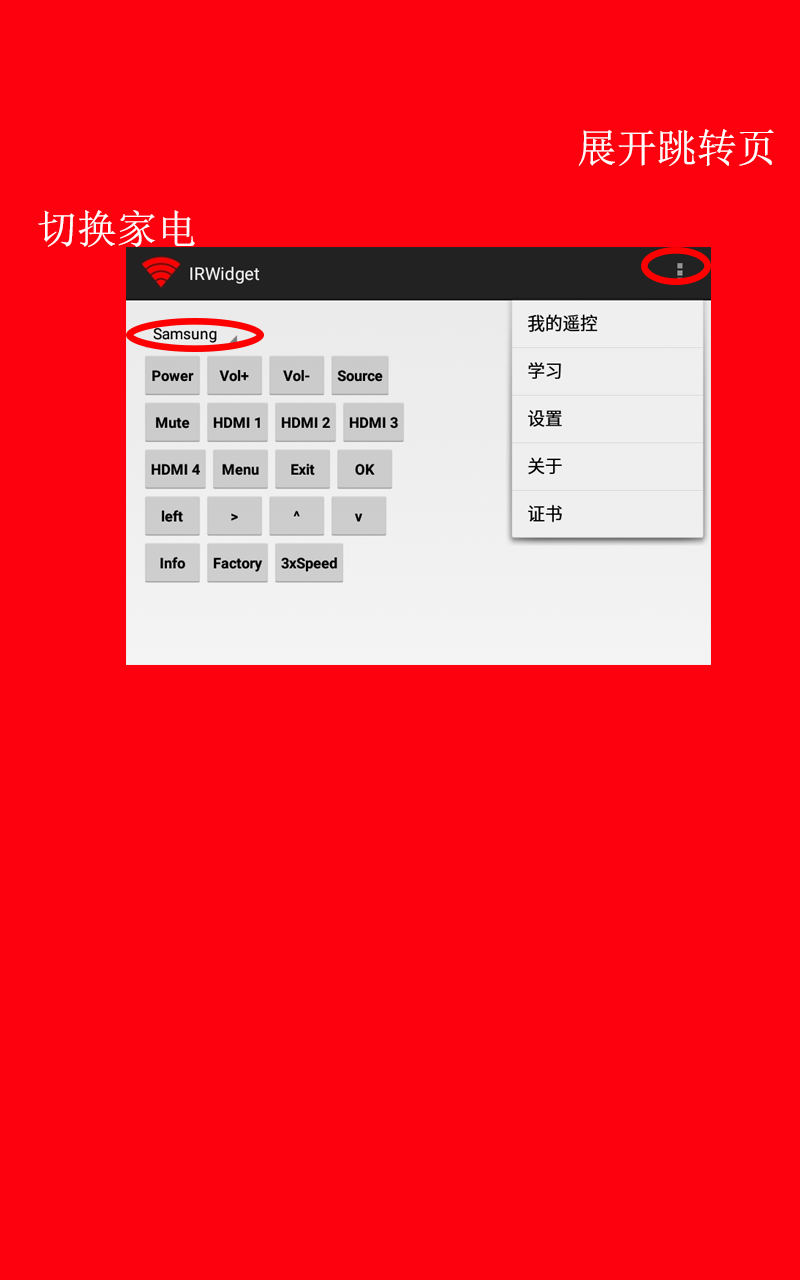 展开跳转页
切换家电
IRWidget
Samsung
我的遥控
学习
设置
关于
证书
Power Vol+ Vol- Source
Mute HDMI 1 HDMI 2 HDMI 3
HDMI 4 Menu Exit OK
left > ^ v
Info Factory 3xSpeed